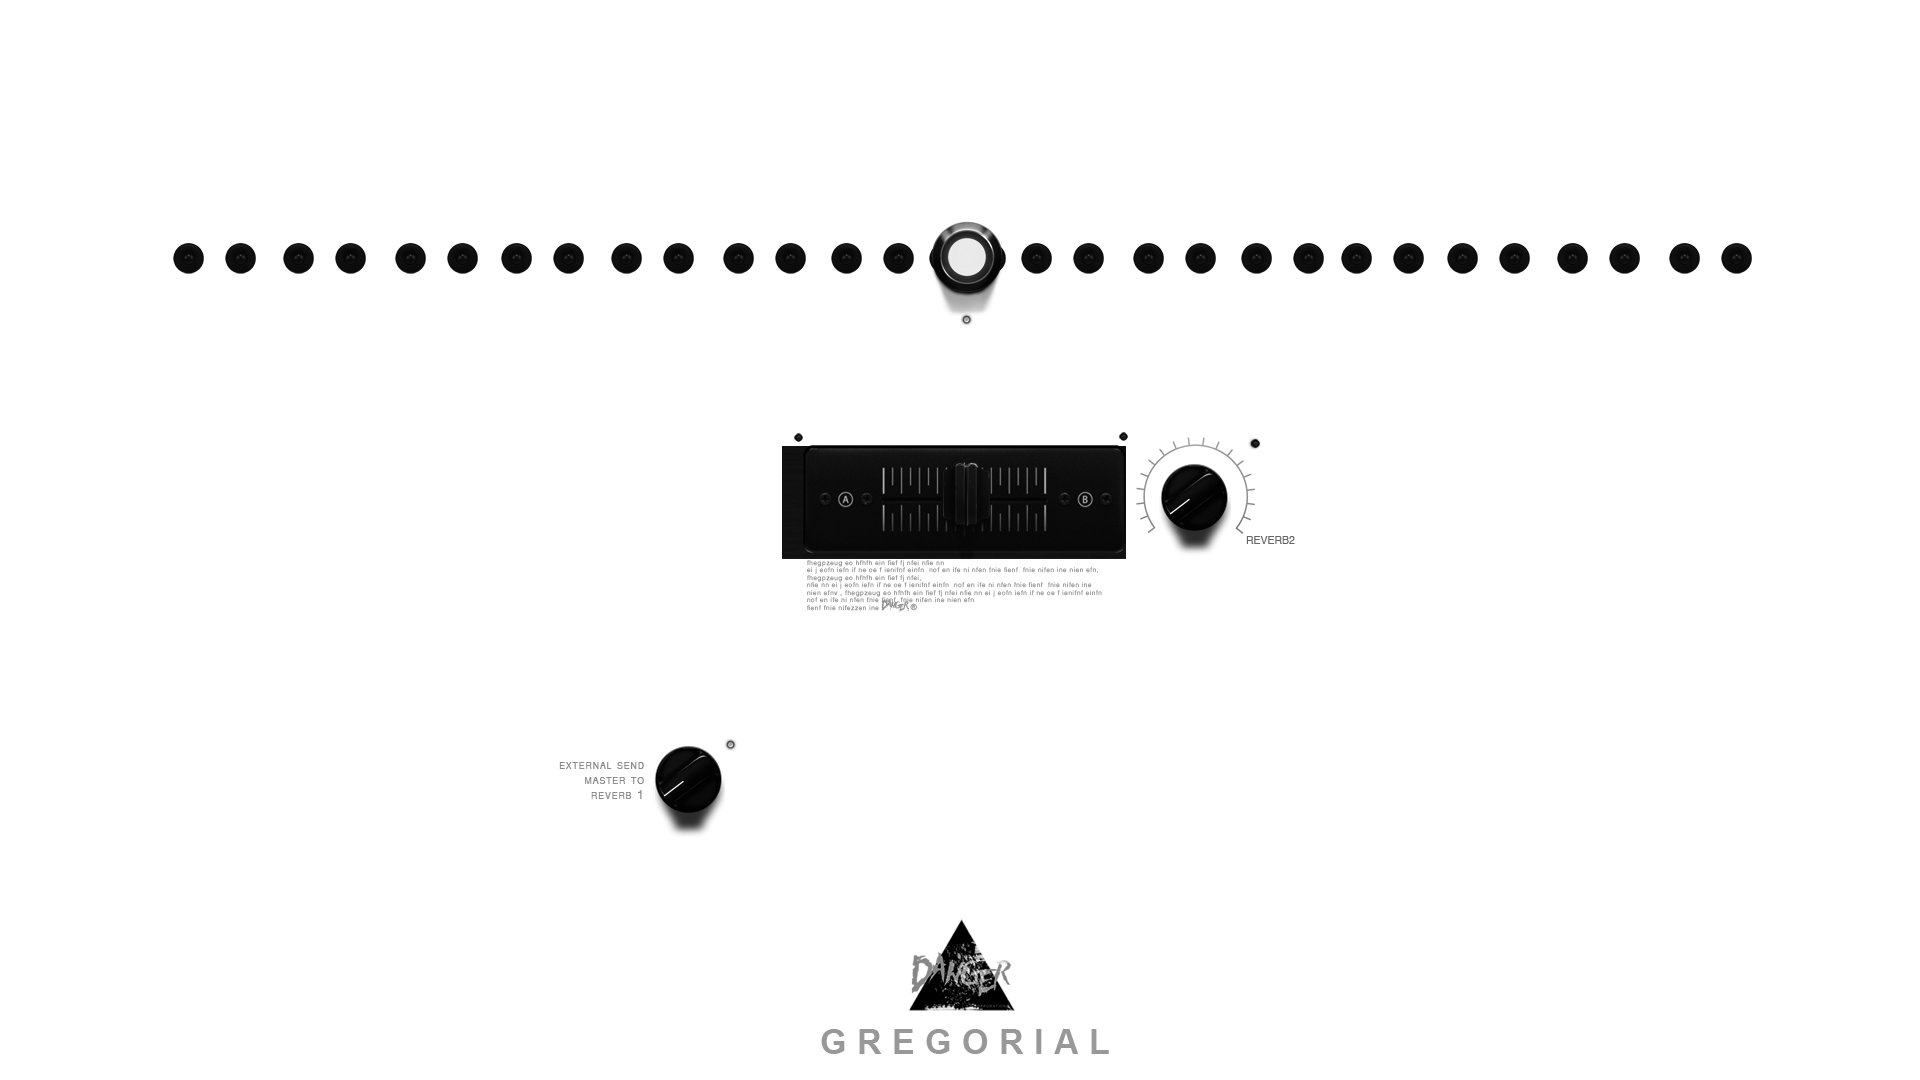 A
B
REVERB2
fhegpzeug eo hfhfh ein fief fj nfei nfie nn
ei j eofn iefn if ne oe f ienifnf einfn nof en ife ni nfen fnie fienf fnie nifen ine nien efn,
fhegpzeug eo hfhfh ein fief fj nfei,
nfie nn ei j eofn iefn if ne oe f ienifnf einfn nof en ife ni nfen fnie fienf fnie nifen ine
nien efnv , fhegpzeug eo hfhfh ein fief fj nfei nfie nn ei j eofn iefn if ne oe f ienifnf einfn
nof en ife ni nfen fnie fienf fnie nifen ine nien efn
fienf fnie nifezzen ine DANGER ®
EXTERNAL SEND
MASTER TO
REVERB 1
DANGER
GREGORIAL